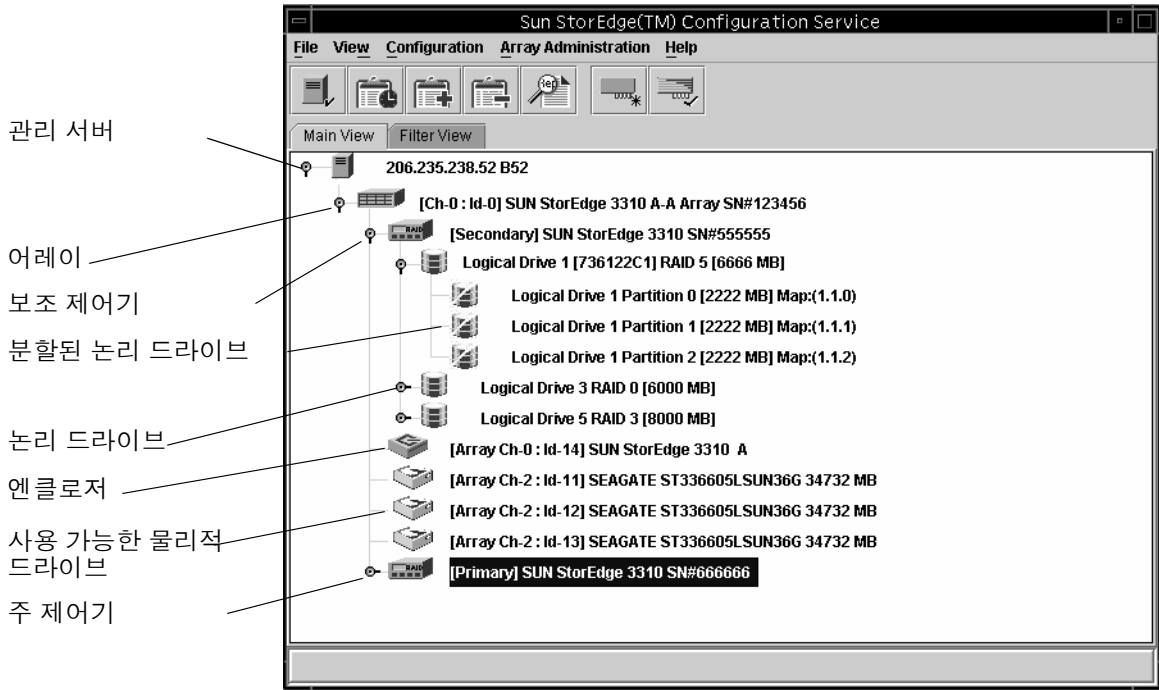 Sun StorEdge(TM) Configuration Service
File View Configuration Array Administration Help
Rep
Main View Filter View
관리 서버
206.235.238.52 B52
[Ch-0 : Id-0] SUN StorEdge 3310 A-A Array SN#123456
어레이
RAID
[Secondary] SUN StorEdge 3310 SN#555555
보조 제어기
Logical Drive 1 [736122C1] RAID 5 [6666 MB]
Logical Drive 1 Partition 0 [2222 MB] Map:(1.1.0)
분할된 논리 드라이브
Logical Drive 1 Partition 1 [2222 MB] Map:(1.1.1)
Logical Drive 1 Partition 2 [2222 MB] Map:(1.1.2)
Logical Drive 3 RAID 0 [6000 MB]
Logical Drive 5 RAID 3 [8000 MB]
논리 드라이브
[Array Ch-0 : Id-14] SUN StorEdge 3310 A
엔클로저
[Array Ch-2 : Id-11] SEAGATE ST336605LSUN36G 34732 MB
[Array Ch-2 : Id-12] SEAGATE ST336605LSUN36G 34732 MB
사용 가능한 물리적
드라이브
[Array Ch-2 : Id-13] SEAGATE ST336605LSUN36G 34732 MB
RAID
[Primary] SUN StorEdge 3310 SN#666666
주 제어기